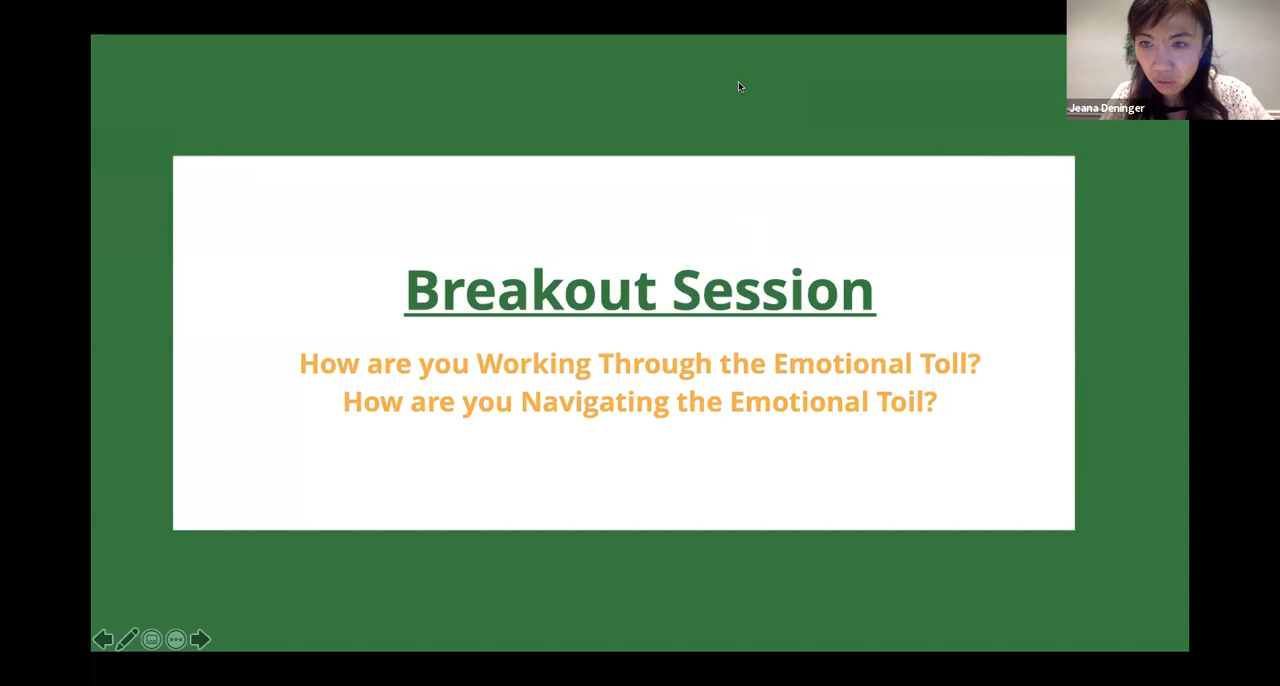 Jeana Deninger
Breakout Session
How are you Working Through the Emotional Toll?
How are you Navigating the Emotional Toil?